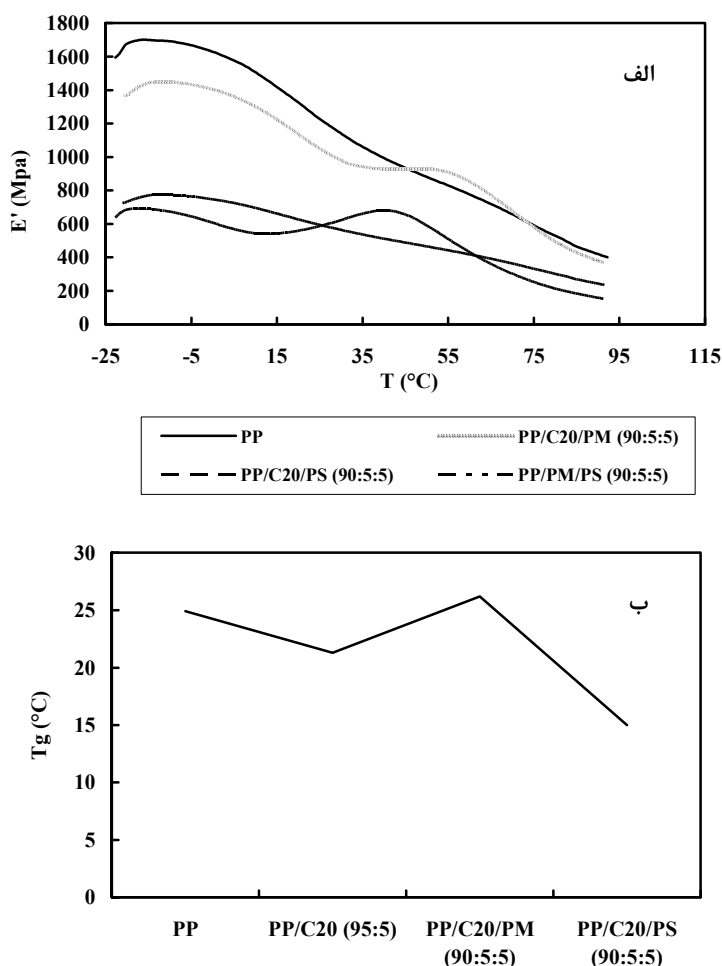 1800
1600
1400
1200
1000
800
600
400
200
0
E' (Mpa)
الف
-25 -5 15 35 55 75 95 115
T (°C)
PP PP/C20/PM (90:5:5)
PP/C20/PS (90:5:5) PP/PM/PS (90:5:5)
30
25
20
15
10
5
0
Tg (°C)
ب
PP PP/C20 (95:5) PP/C20/PM PP/C20/PS
(90:5:5) (90:5:5)